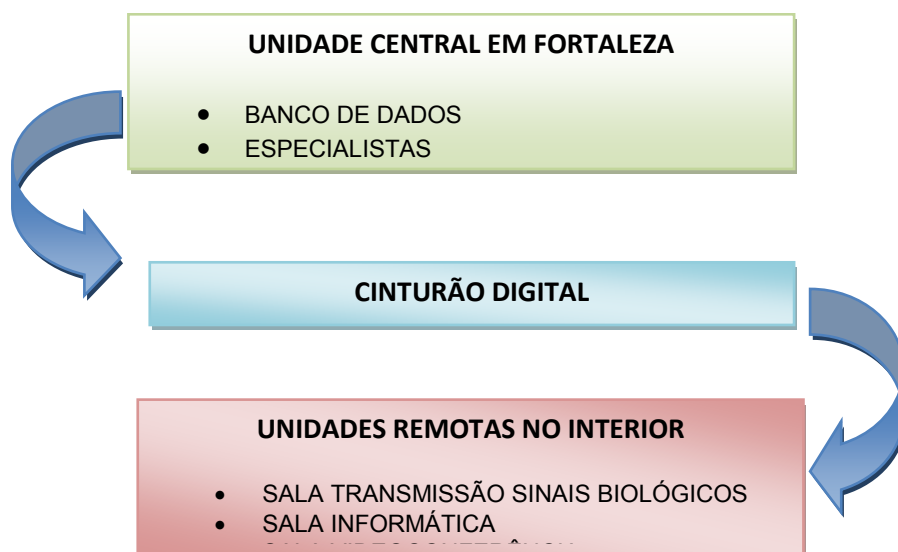 UNIDADE CENTRAL EM FORTALEZA
• BANCO DE DADOS
• ESPECIALISTAS
CINTURÃO DIGITAL
UNIDADES REMOTAS NO INTERIOR
• SALA TRANSMISSÃO SINAIS BIOLÓGICOS
• SALA INFORMÁTICA